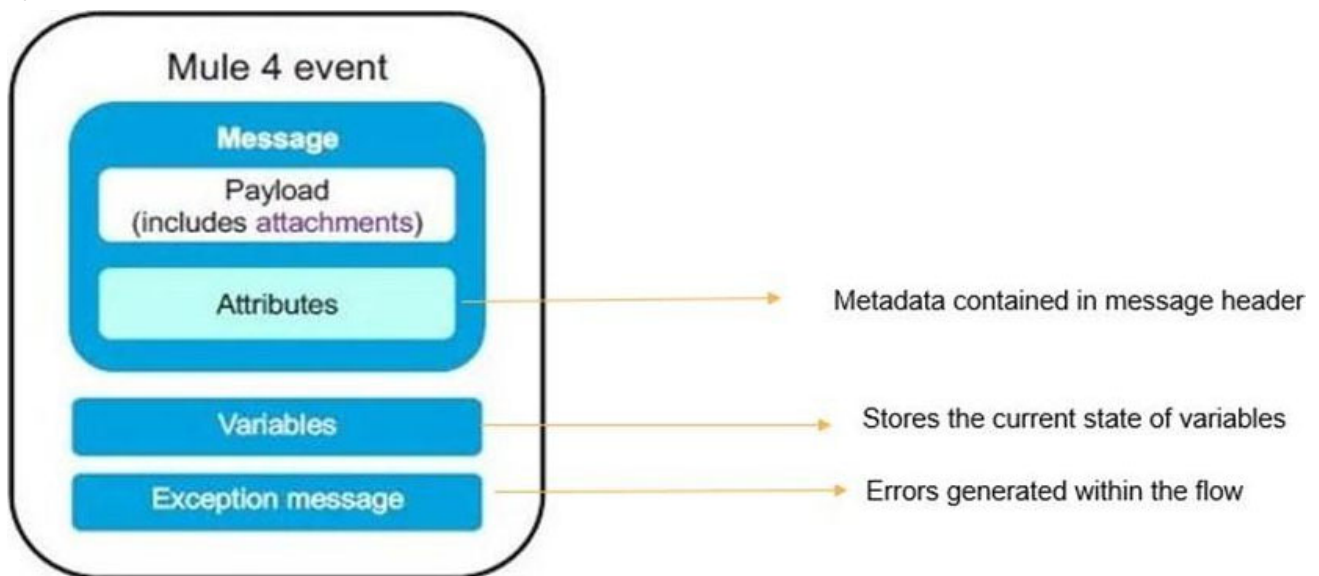 Mule 4 event
Message
Payload
(includes attachments)
Attributes
Metadata contained in message header
Variables
Stores the current state of variables
Exception message
Errors generated within the flow